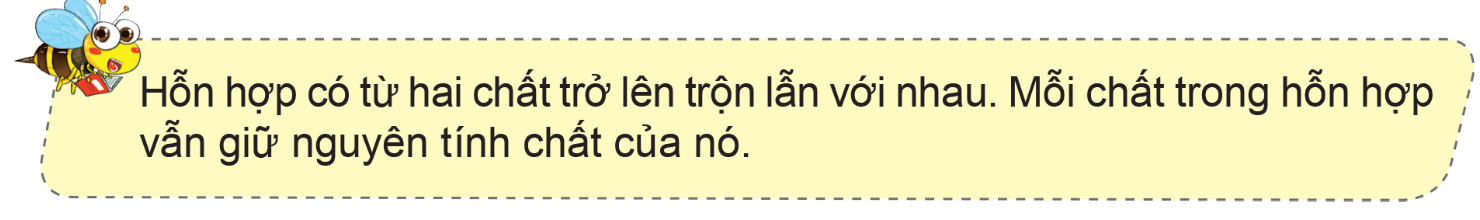 Hỗn hợp có từ hai chất trở lên trộn lẫn với nhau. Mỗi chất trong hỗn hợp
vẫn giữ nguyên tính chất của nó.